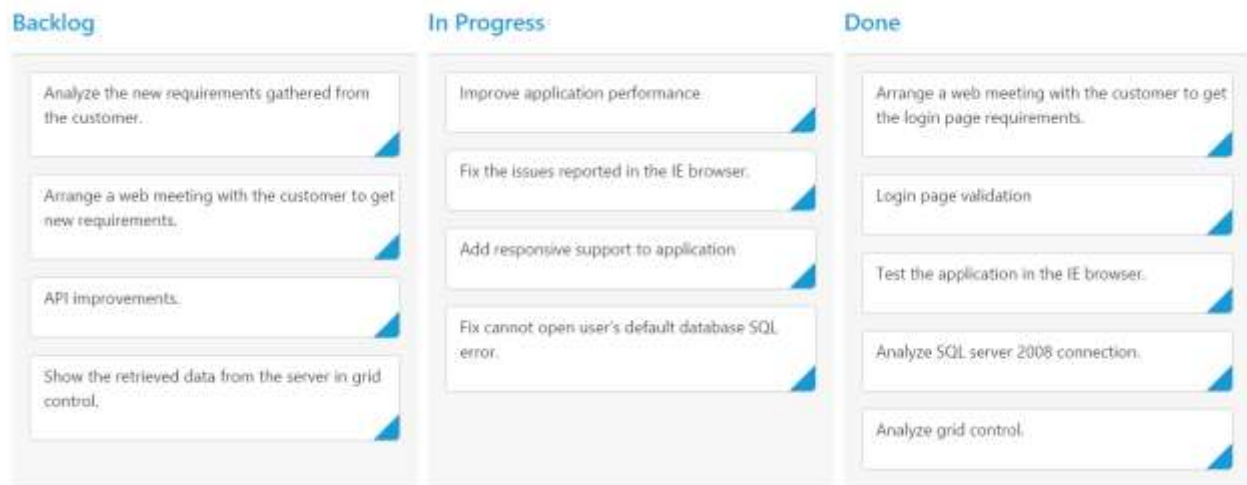 Backlog
In Progress
Done
Analyze the new requirements gathered from
the customer.
Arrange a web meeting with the customer to get
new requirements.
API improvements.
Show the retrieved data from the server in grid
control.
Improve application performance
Fix the issues reported in the IE browser.
Add responsive support to application
Fix cannot open user's default database SQL
error.
Arrange a web meeting with the customer to get
the login page requirements.
Login page validation
Test the application in the IE browser.
Analyze SQL server 2008 connection.
Analyze grid control.